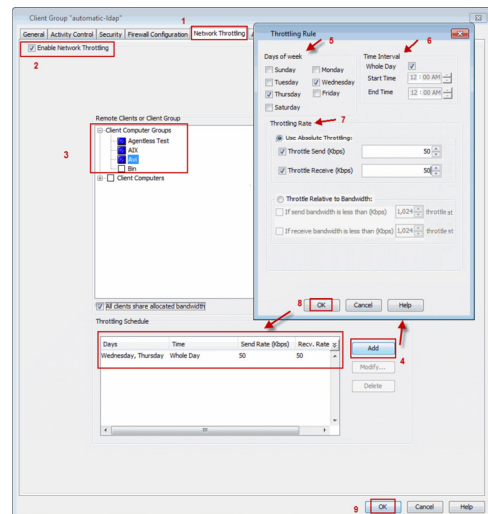 Client Group "automatic-ldap"
1
General Activity Control Security Firewall Configuration Network Throttling
2
Enable Network Throttling
Remote Clients or Client Group
3
Client Computer Groups
Agentless Test
AIX
Avi
Bin
Client Computers
All clients share allocated bandwidth
Throttling Schedule
Days Time Send Rate (Kbps) Recv. Rate
Wednesday, Thursday Whole Day 50 50
Add
4
Modify...
Delete
Throttling Rule
5
6
Days of week
Sunday Monday
Tuesday Wednesday
Thursday Friday
Saturday
Time Interval
Whole Day
Start Time 12 : 00 AM
End Time 12 : 00 AM
7
Throttling Rate
Use Absolute Throttling:
Throttle Send (Kbps) 50
Throttle Receive (Kbps) 50
Throttle Relative to Bandwidth:
If send bandwidth is less than (Kbps) 1,024 throttle at
If receive bandwidth is less than (Kbps) 1,024 throttle at
8
OK Cancel Help
9
OK Cancel Help